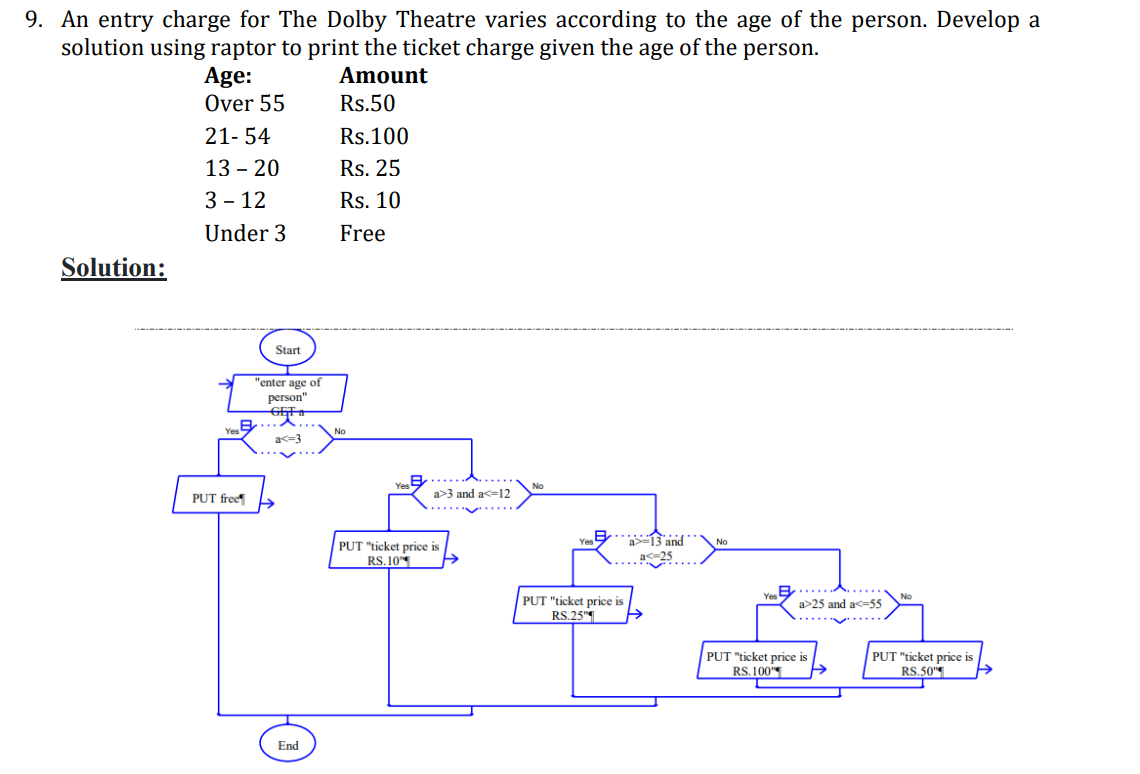 9. An entry charge for The Dolby Theatre varies according to the age of the person. Develop a
solution using raptor to print the ticket charge given the age of the person.
Age: Amount
Over 55 Rs.50
21- 54 Rs.100
13 – 20 Rs. 25
3 – 12 Rs. 10
Under 3 Free
Solution:
Start
"enter age of
person"
GET a
Yes
a<=3
No
PUT free¶
Yes
a>3 and a<=12
No
PUT "ticket price is
RS.10"¶
Yes
a>=13 and
a<=25
No
PUT "ticket price is
RS.25"¶
Yes
a>25 and a<=55
No
PUT "ticket price is
RS.100"¶
PUT "ticket price is
RS.50"¶
End